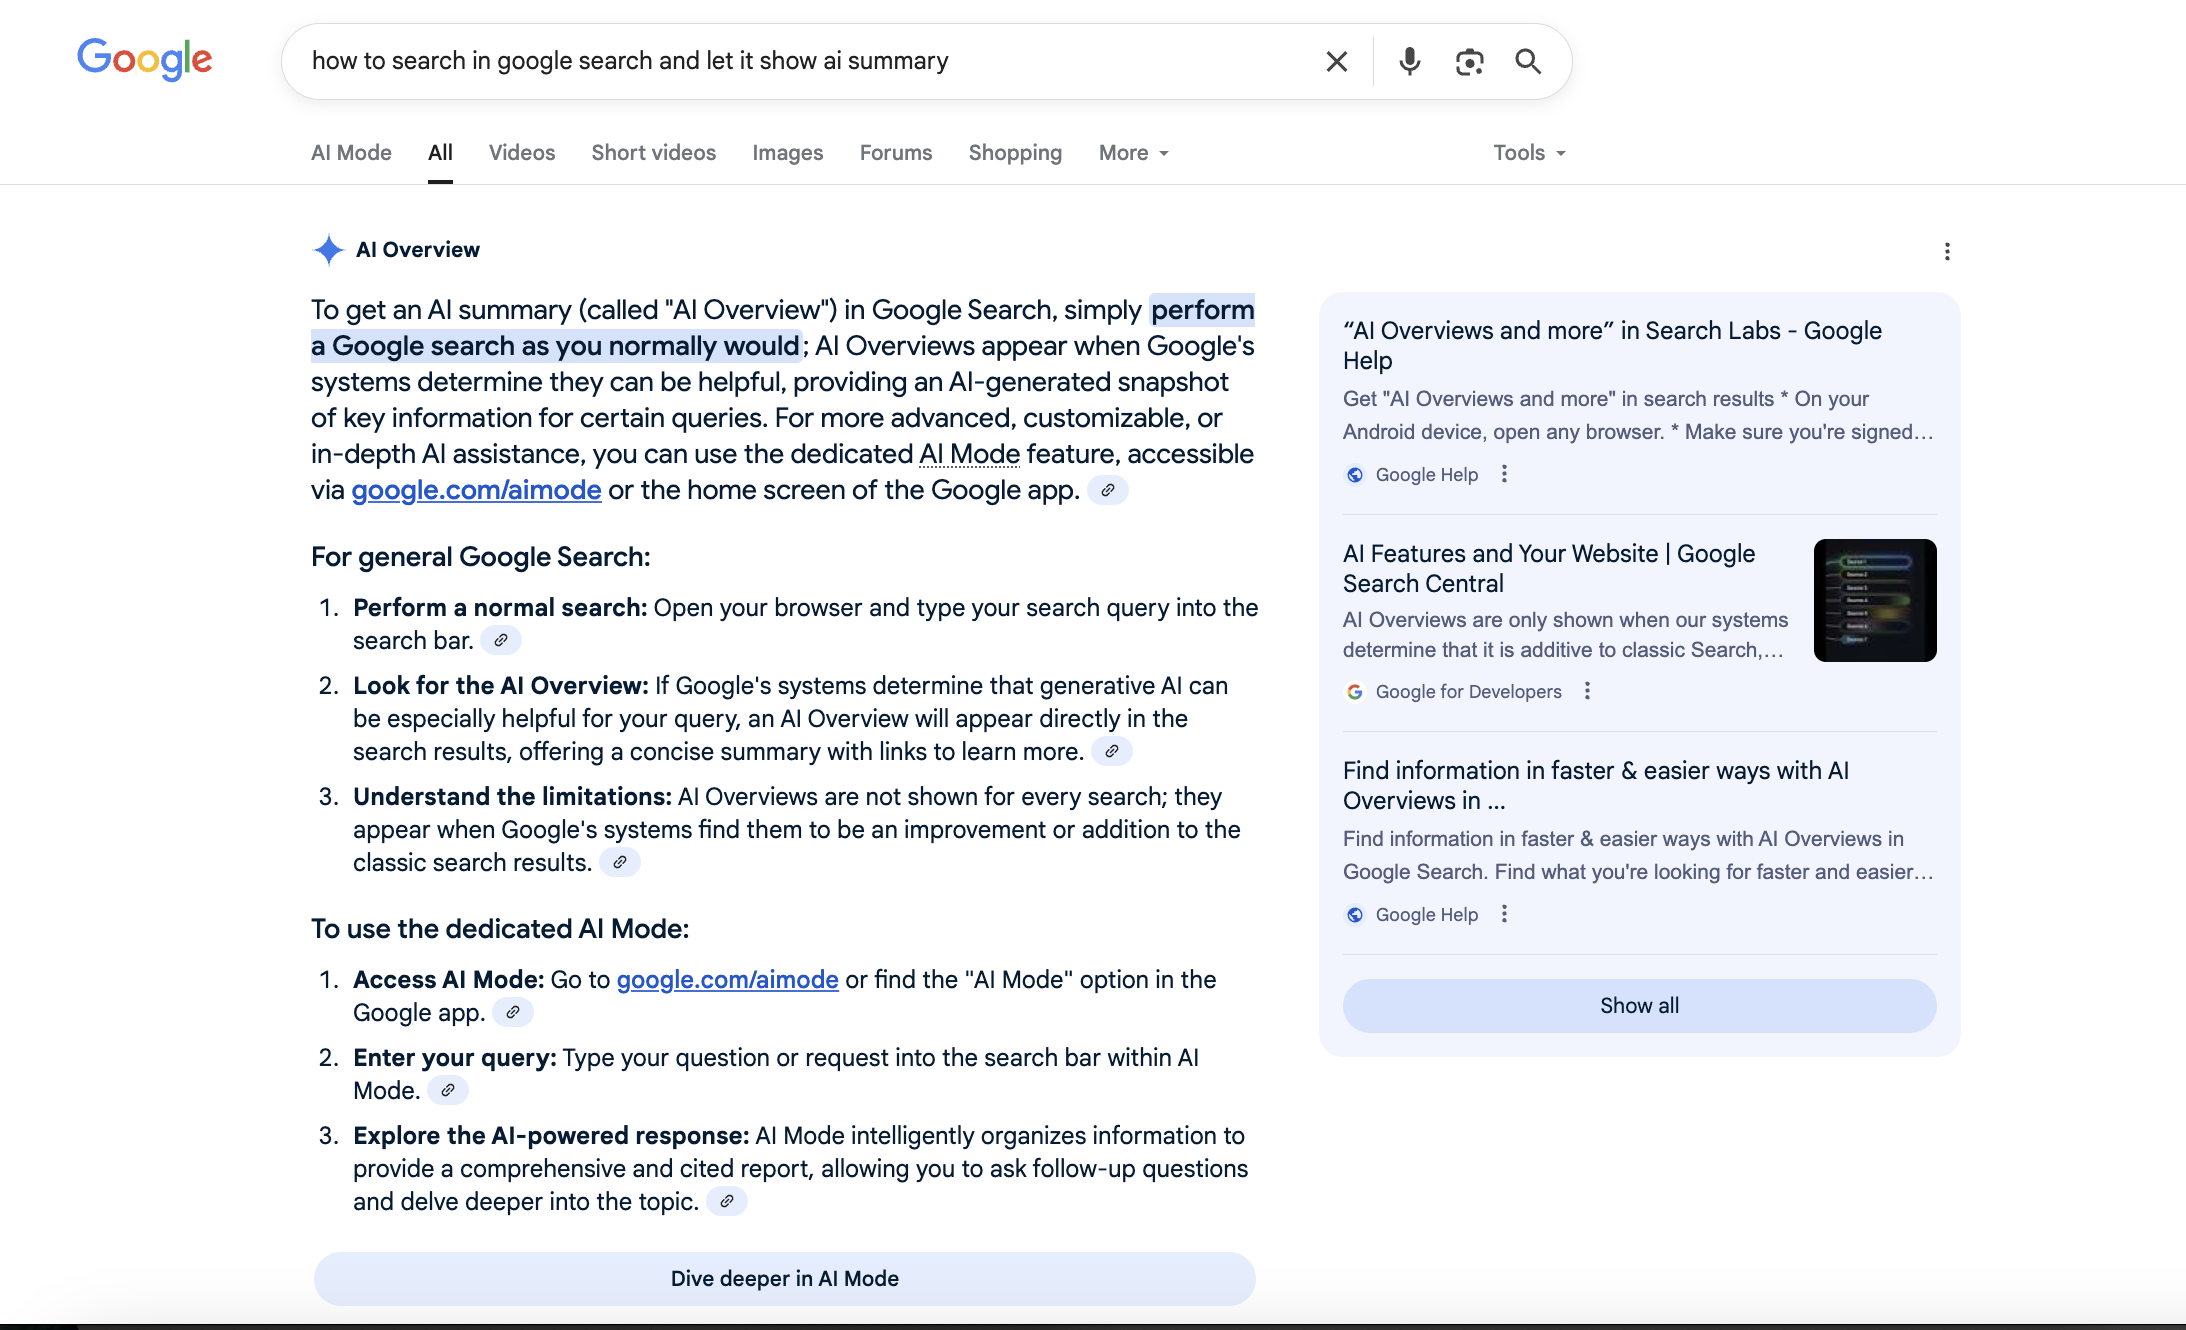 Google
how to search in google search and let it show ai summary
AI Mode All Videos Short videos Images Forums Shopping More Tools
AI Overview
To get an AI summary (called "AI Overview") in Google Search, simply perform
a Google search as you normally would; AI Overviews appear when Google's
systems determine they can be helpful, providing an AI-generated snapshot
of key information for certain queries. For more advanced, customizable, or
in-depth AI assistance, you can use the dedicated AI Mode feature, accessible
via google.com/aimode or the home screen of the Google app.
For general Google Search:
1. Perform a normal search: Open your browser and type your search query into the
search bar.
2. Look for the AI Overview: If Google's systems determine that generative AI can
be especially helpful for your query, an AI Overview will appear directly in the
search results, offering a concise summary with links to learn more.
3. Understand the limitations: AI Overviews are not shown for every search; they
appear when Google's systems find them to be an improvement or addition to the
classic search results.
To use the dedicated AI Mode:
1. Access AI Mode: Go to google.com/aimode or find the "AI Mode" option in the
Google app.
2. Enter your query: Type your question or request into the search bar within AI
Mode.
3. Explore the AI-powered response: AI Mode intelligently organizes information to
provide a comprehensive and cited report, allowing you to ask follow-up questions
and delve deeper into the topic.
Dive deeper in AI Mode
“AI Overviews and more” in Search Labs - Google
Help
Get "AI Overviews and more" in search results * On your
Android device, open any browser. * Make sure you're signed…
Google Help
AI Features and Your Website | Google
Search Central
AI Overviews are only shown when our systems
determine that it is additive to classic Search,…
Google for Developers
Find information in faster & easier ways with AI
Overviews in ...
Find information in faster & easier ways with AI Overviews in
Google Search. Find what you're looking for faster and easier…
Google Help
Show all